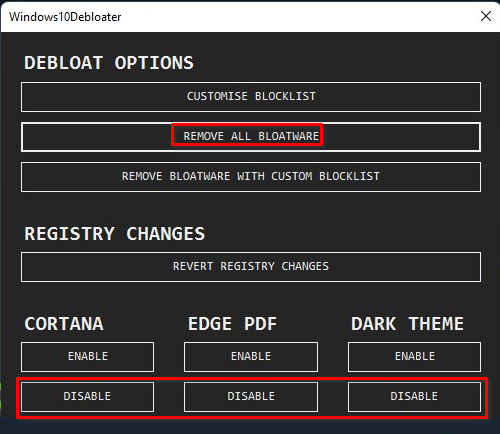 Windows10Debloater
DEBLOAT OPTIONS
CUSTOMISE BLOCKLIST
REMOVE ALL BLOATWARE
REMOVE BLOATWARE WITH CUSTOM BLOCKLIST
REGISTRY CHANGES
REVERT REGISTRY CHANGES
CORTANA EDGE PDF DARK THEME
ENABLE ENABLE ENABLE
DISABLE DISABLE DISABLE